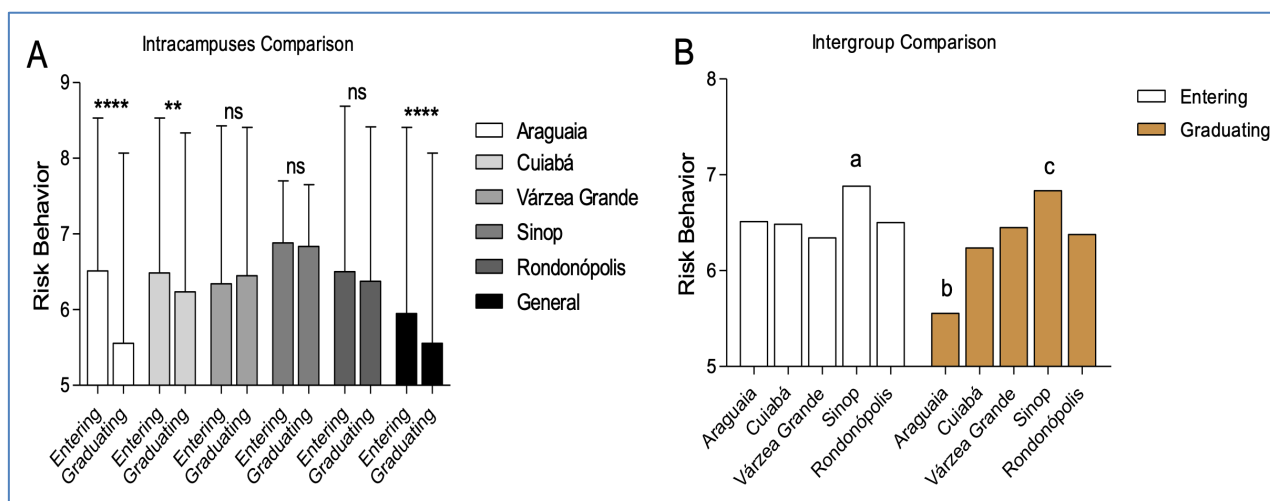 A
Intracampuses Comparison
Risk Behavior
9
8
7
6
5
****
**
ns
ns
ns
****
Entering
Graduating
Entering
Graduating
Entering
Graduating
Entering
Graduating
Entering
Graduating
Entering
Graduating
Araguaia
Cuiabá
Várzea Grande
Sinop
Rondonópolis
General
B
Intergroup Comparison
Risk Behavior
8
7
6
5
a
b
c
Araguaia
Cuiabá
Várzea Grande
Sinop
Rondonópolis
Araguaia
Cuiabá
Várzea Grande
Sinop
Rondonópolis
Entering
Graduating